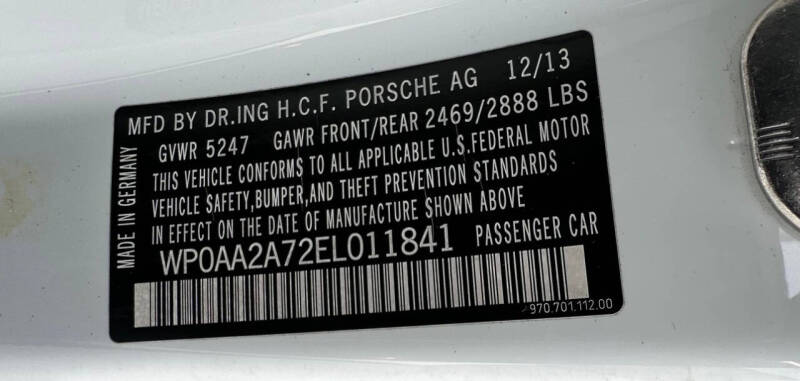 MFD BY DR.ING H.C.F. PORSCHE AG 12/13
GVWR 5247 GAWR FRONT/REAR 2469/2888 LBS
THIS VEHICLE CONFORMS TO ALL APPLICABLE U.S.FEDERAL MOTOR
VEHICLE SAFETY,BUMPER,AND THEFT PREVENTION STANDARDS
IN EFFECT ON THE DATE OF MANUFACTURE SHOWN ABOVE
WP0AA2A72EL011841 PASSENGER CAR
970.701.112.00
MADE IN GERMANY